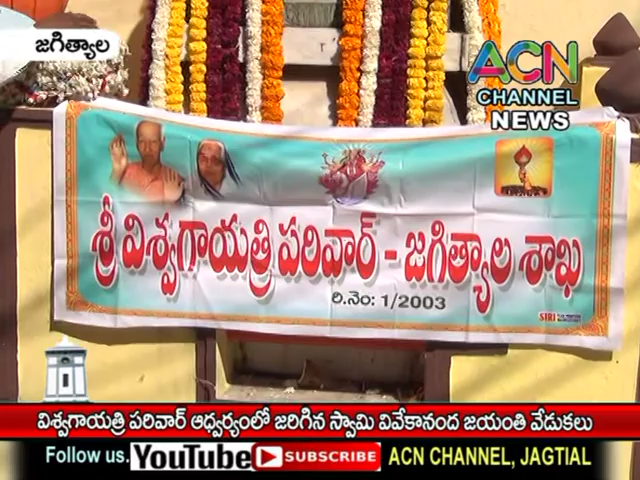 జగిత్యాల
ACN
CHANNEL
NEWS
శ్రీ విశ్వగాయత్రి పరివార్ - జగిత్యాల శాఖ
రి.నెం: 1/2003
SIRI
విశ్వగాయత్రి పరివార్ ఆధ్వర్యంలో జరిగిన స్వామి వివేకానంద జయంతి వేడుకలు
Follow us. YouTube SUBSCRIBE ACN CHANNEL, JAGTIAL